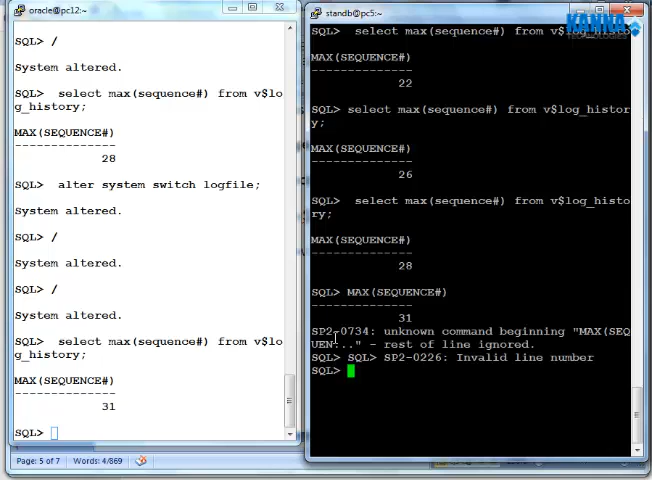 oracle@pc12:~
SQL> /
System altered.
SQL>  select max(sequence#) from v$lo
g_history;
MAX(SEQUENCE#)
--------------
28
SQL>  alter system switch logfile;
System altered.
SQL> /
System altered.
SQL> /
System altered.
SQL>  select max(sequence#) from v$lo
g_history;
MAX(SEQUENCE#)
--------------
31
SQL>
Page: 5 of 7 Words: 4/869
standb@pc5:~
KANNA
TECHNOLOGIES
SQL>  select max(sequence#) from v$log_histo
MAX(SEQUENCE#)
--------------
22
SQL> select max(sequence#) from v$log_histor
y;
MAX(SEQUENCE#)
--------------
26
SQL>  select max(sequence#) from v$log_histo
ry;
MAX(SEQUENCE#)
--------------
28
SQL> MAX(SEQUENCE#)
--------------
31
SP2-0734: unknown command beginning "MAX(SEQ
UEN..." - rest of line ignored.
SQL> SQL> SP2-0226: Invalid line number
SQL>